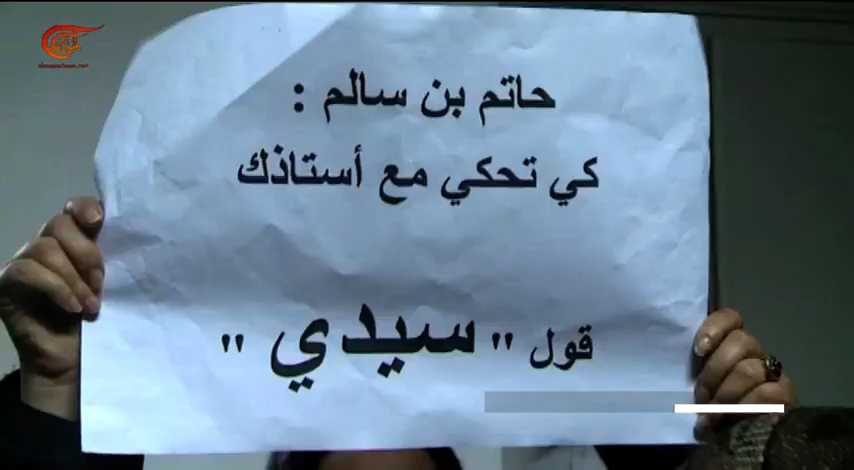 حاتم بن سالم :
كي تحكي مع أستاذك
قول " سيدي "